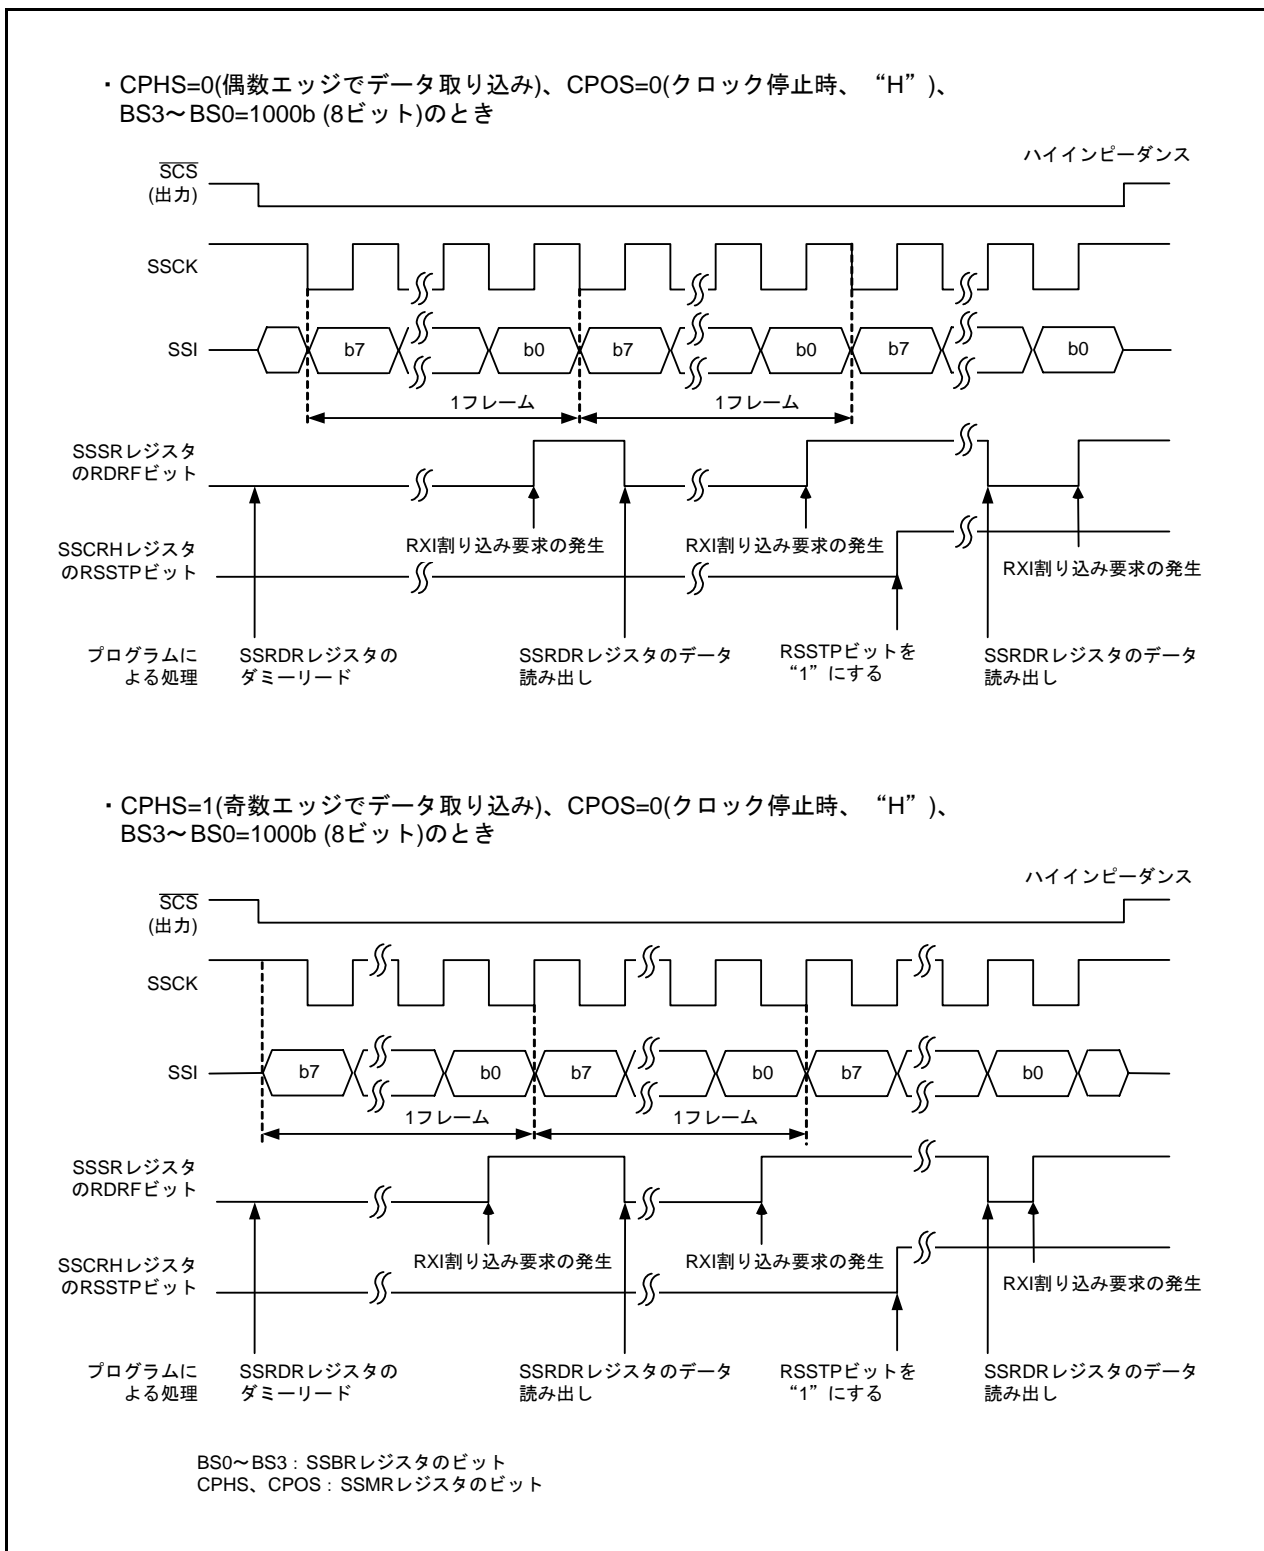 ・CPHS=0(偶数エッジでデータ取り込み)、CPOS=0(クロック停止時、“H”)、
BS3～BS0=1000b (8ビット)のとき
ハイインピーダンス
SCS
(出力)
SSCK
SSI
b7
b0
b7
b0
b7
b0
1フレーム
1フレーム
SSSRレジスタ
のRDRFビット
RXI割り込み要求の発生
RXI割り込み要求の発生
RXI割り込み要求の発生
SSCRHレジスタ
のRSSTPビット
プログラムに
よる処理
SSRDRレジスタの
ダミーリード
SSRDRレジスタのデータ
読み出し
RSSTPビットを
“1”にする
SSRDRレジスタのデータ
読み出し
・CPHS=1(奇数エッジでデータ取り込み)、CPOS=0(クロック停止時、“H”)、
BS3～BS0=1000b (8ビット)のとき
ハイインピーダンス
SCS
(出力)
SSCK
SSI
b7
b0
b7
b0
b7
b0
1フレーム
1フレーム
SSSRレジスタ
のRDRFビット
RXI割り込み要求の発生
RXI割り込み要求の発生
RXI割り込み要求の発生
SSCRHレジスタ
のRSSTPビット
プログラムに
よる処理
SSRDRレジスタの
ダミーリード
SSRDRレジスタのデータ
読み出し
RSSTPビットを
“1”にする
SSRDRレジスタのデータ
読み出し
BS0～BS3：SSBRレジスタのビット
CPHS、CPOS：SSMRレジスタのビット